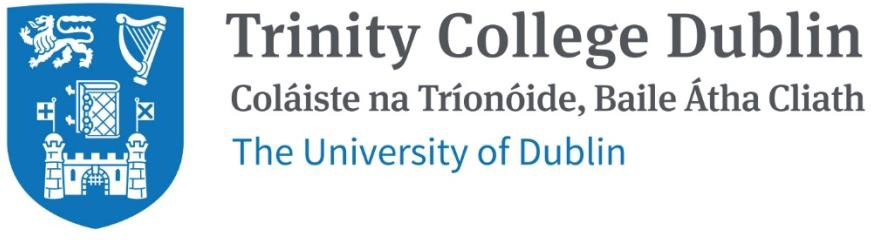 Trinity College Dublin
Coláiste na Tríonóide, Baile Átha Cliath
The University of Dublin